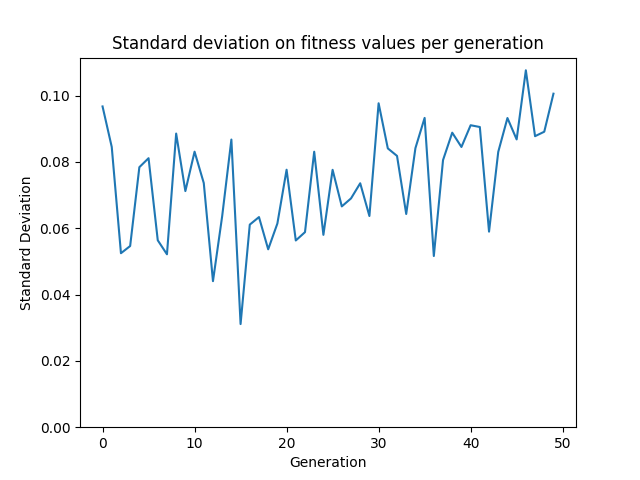 Standard deviation on fitness values per generation
0.10
0.08
0.06
0.04
0.02
0.00
Standard Deviation
0 10 20 30 40 50
Generation